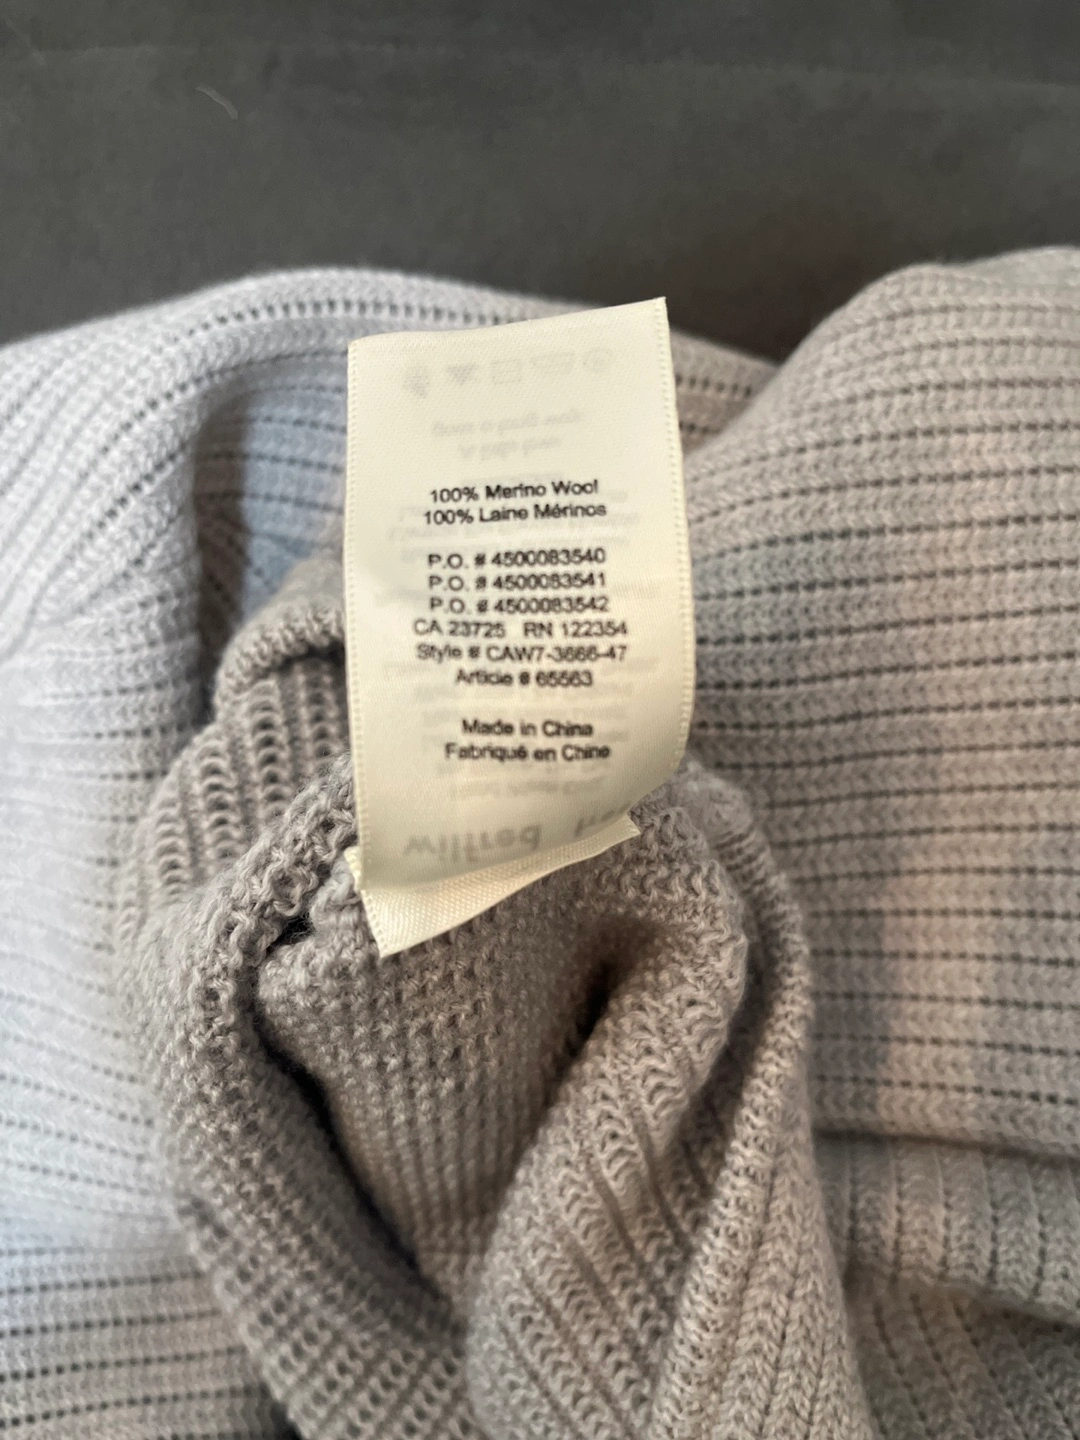 100% Merino Wool
100% Laine Mérinos
P.O. # 4500083540
P.O. # 4500083541
P.O. # 4500083542
CA 23725 RN 122354
Style # CAW7-3666-47
Article # 65563
Made in China
Fabriqué en Chine
wilfred